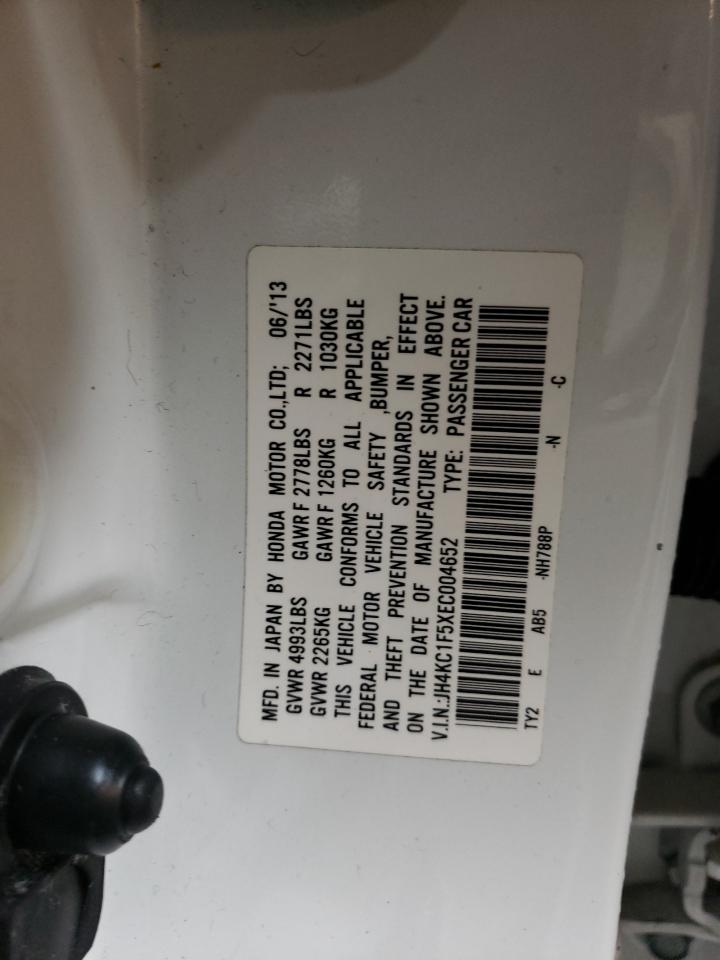 MFD. IN JAPAN BY HONDA MOTOR CO.,LTD; 06/'13
GVWR 4993LBS GAWR F 2778LBS R 2271LBS
GVWR 2265KG GAWR F 1260KG R 1030KG
THIS VEHICLE CONFORMS TO ALL APPLICABLE
FEDERAL MOTOR VEHICLE SAFETY ,BUMPER,
AND THEFT PREVENTION STANDARDS IN EFFECT
ON THE DATE OF MANUFACTURE SHOWN ABOVE.
V.I.N.:JH4KC1F5XEC004652 TYPE: PASSENGER CAR
TY2 E AB5 -NH788P -N -C